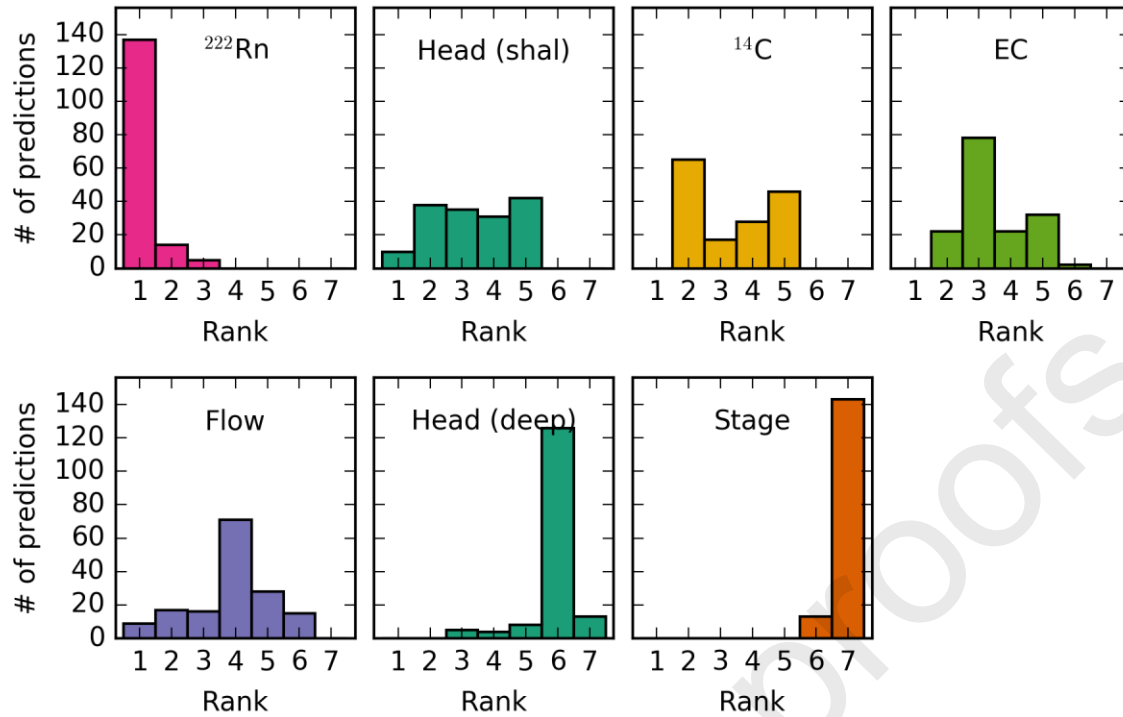 # of predictions
140
120
100
80
60
40
20
0
²²²Rn
1 2 3 4 5 6 7
Rank
Head (shal)
1 2 3 4 5 6 7
Rank
¹⁴C
1 2 3 4 5 6 7
Rank
EC
1 2 3 4 5 6 7
Rank
# of predictions
140
120
100
80
60
40
20
0
Flow
1 2 3 4 5 6 7
Rank
Head (deep)
1 2 3 4 5 6 7
Rank
Stage
1 2 3 4 5 6 7
Rank
proofs